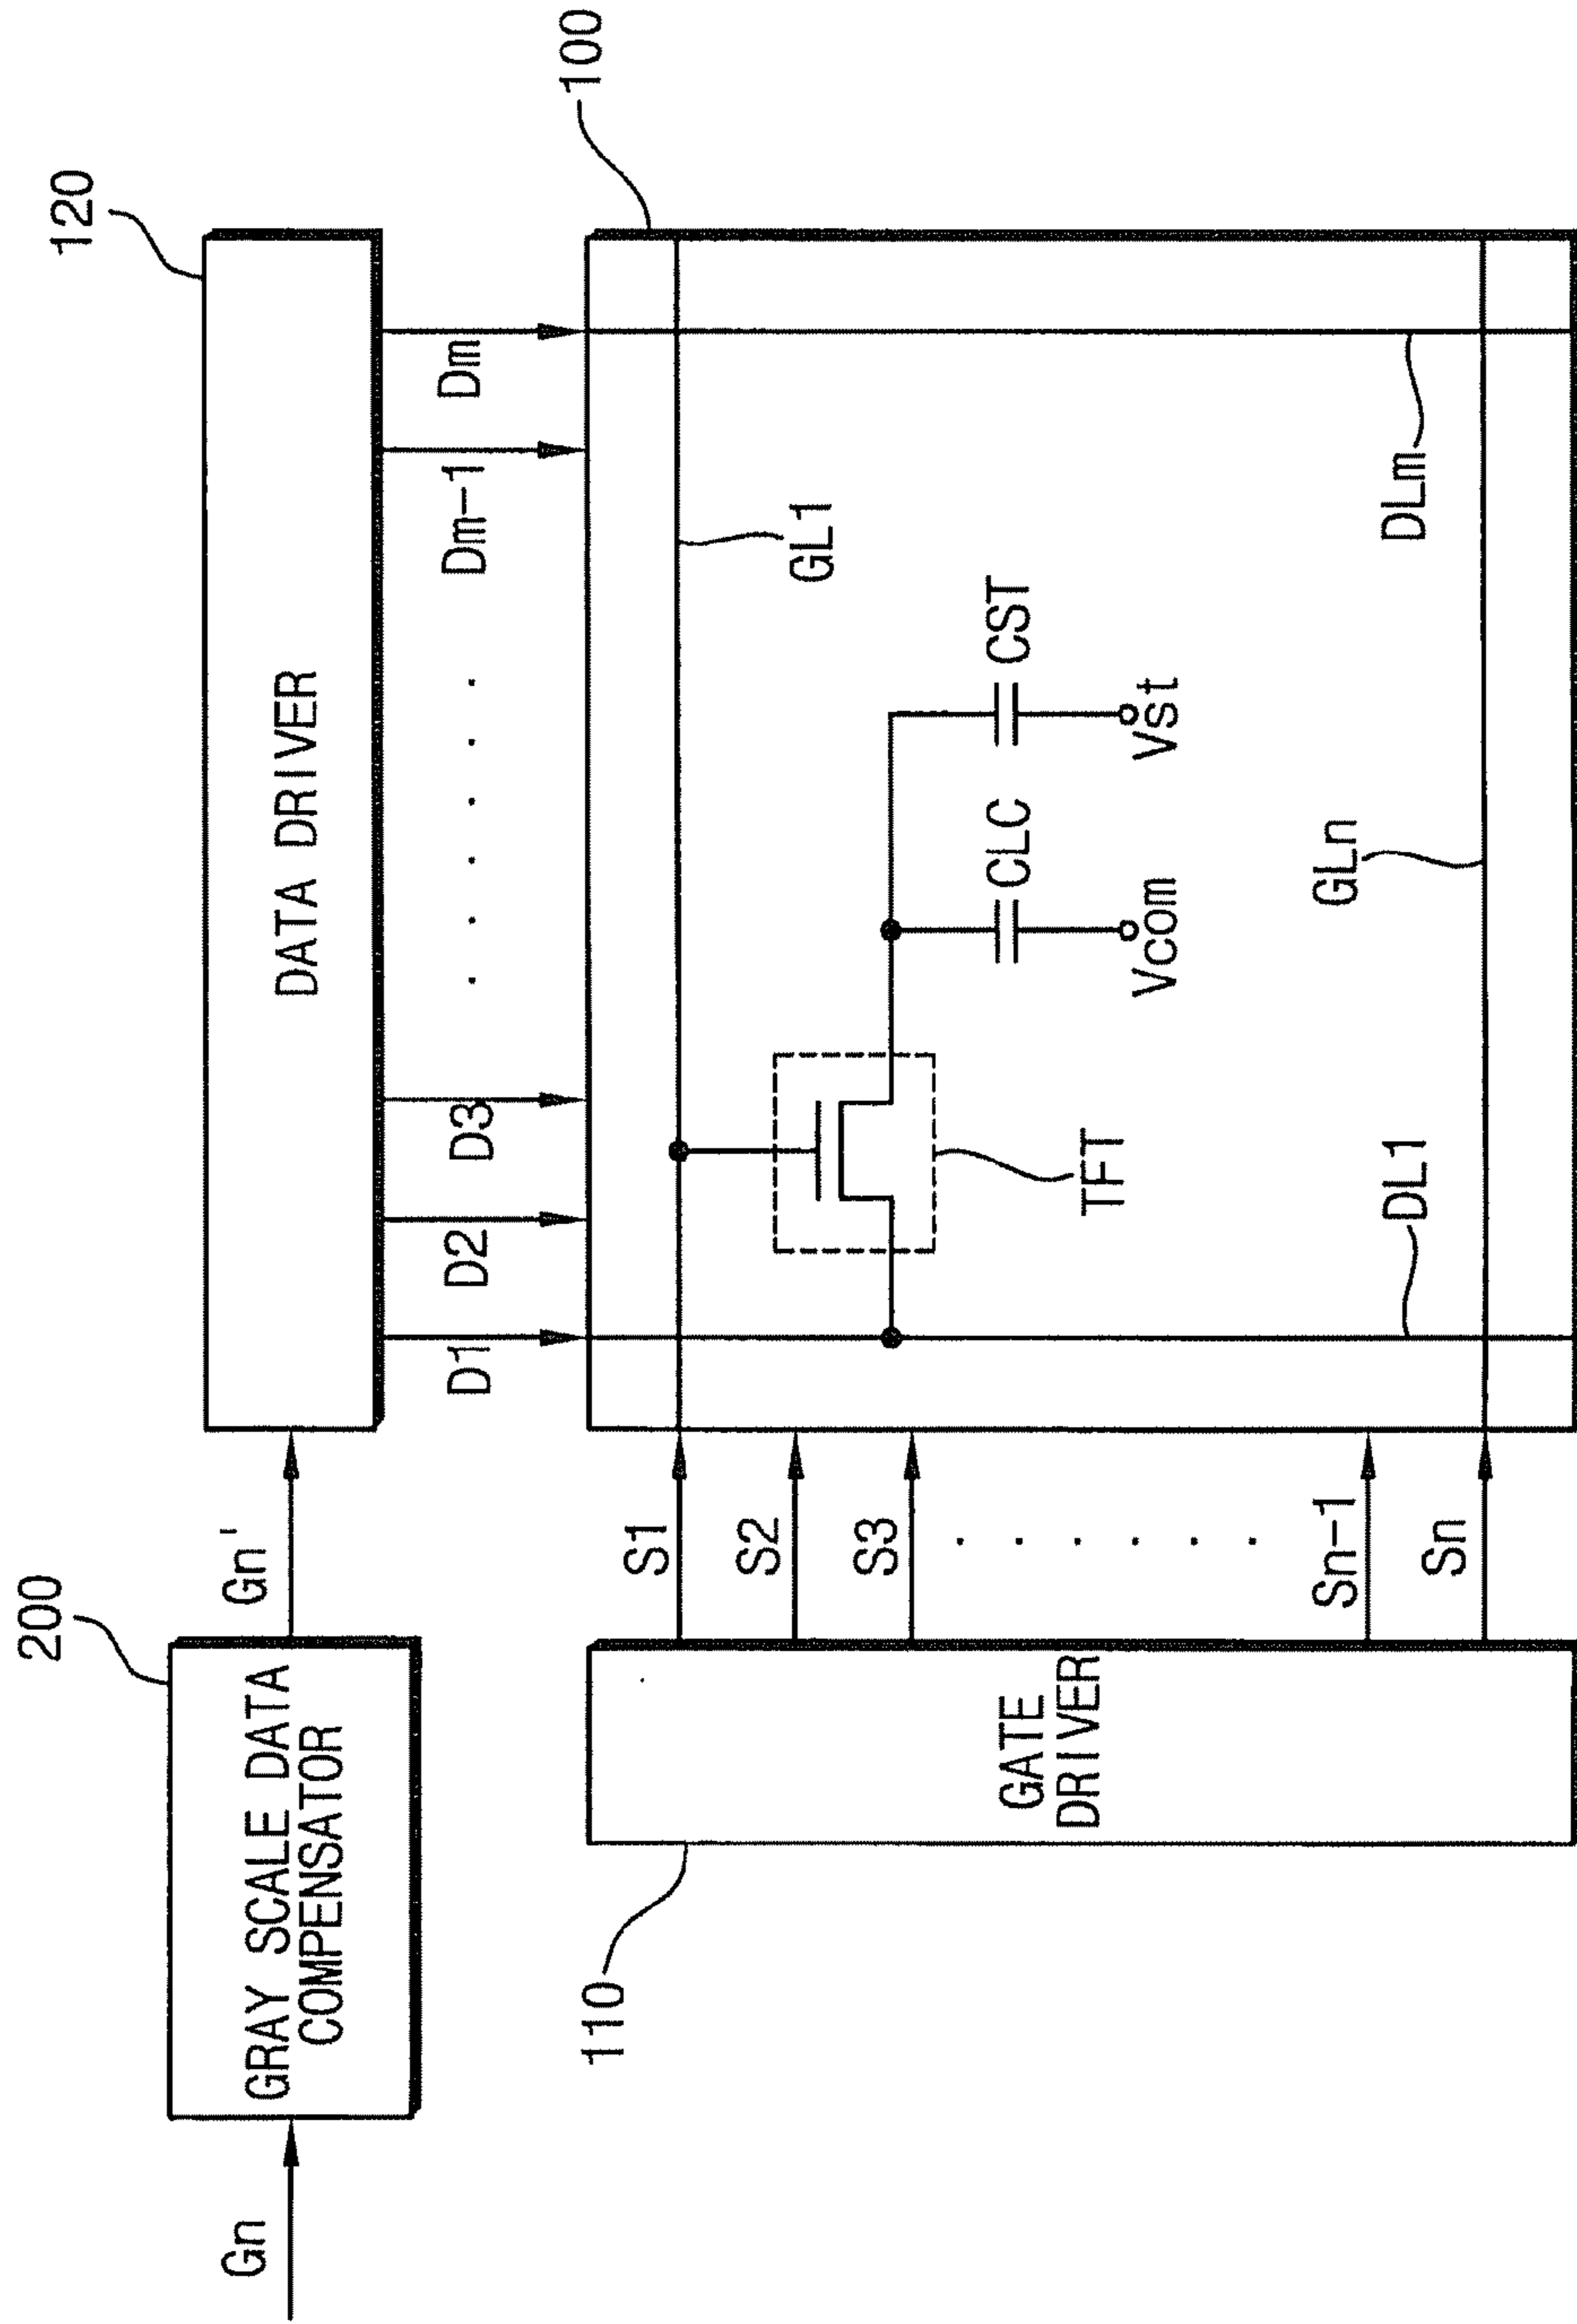 120
DATA DRIVER
200
Gn
GRAY SCALE DATA
COMPENSATOR
Gn'
D1
D2
D3
. . . . . .
Dm-1
Dm
100
110
GATE
DRIVER
S1
S2
S3
. . . . . .
Sn-1
Sn
GL1
TFT
CLC
CST
Vcom
Vst
DL1
GLn
DLm